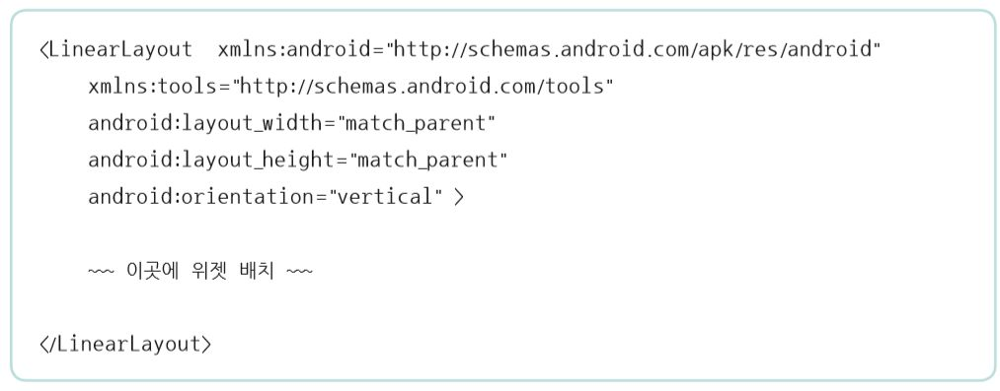 <LinearLayout  xmlns:android="http://schemas.android.com/apk/res/android"
    xmlns:tools="http://schemas.android.com/tools"
    android:layout_width="match_parent"
    android:layout_height="match_parent"
    android:orientation="vertical" >
    ~~~ 이곳에 위젯 배치 ~~~
</LinearLayout>